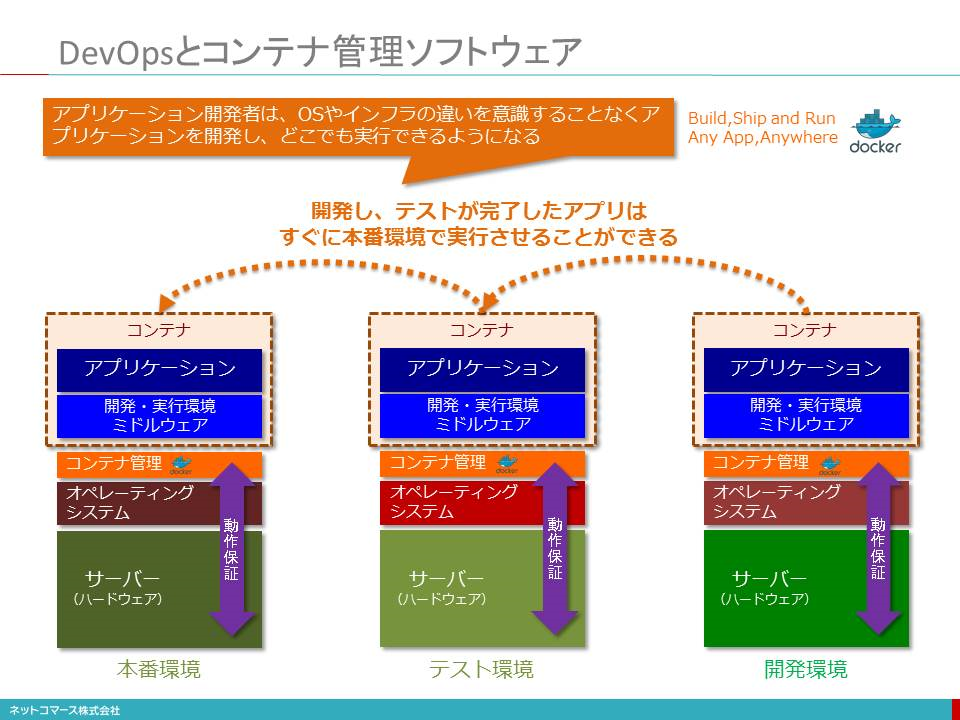 DevOpsとコンテナ管理ソフトウェア
アプリケーション開発者は、OSやインフラの違いを意識することなくア
プリケーションを開発し、どこでも実行できるようになる
Build,Ship and Run
Any App,Anywhere
docker
開発し、テストが完了したアプリは
すぐに本番環境で実行させることができる
コンテナ
アプリケーション
開発・実行環境
ミドルウェア
コンテナ管理
docker
オペレーティング
システム
動作保証
サーバー
（ハードウェア）
本番環境
コンテナ
アプリケーション
開発・実行環境
ミドルウェア
コンテナ管理
docker
オペレーティング
システム
動作保証
サーバー
（ハードウェア）
テスト環境
コンテナ
アプリケーション
開発・実行環境
ミドルウェア
コンテナ管理
docker
オペレーティング
システム
動作保証
サーバー
（ハードウェア）
開発環境
ネットコマース株式会社